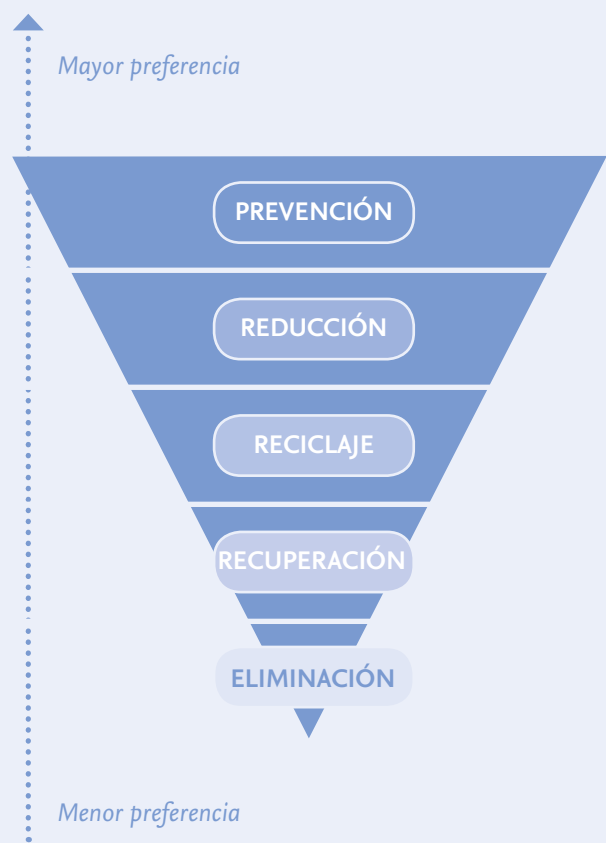 Mayor preferencia
PREVENCIÓN
REDUCCIÓN
RECICLAJE
RECUPERACIÓN
ELIMINACIÓN
Menor preferencia